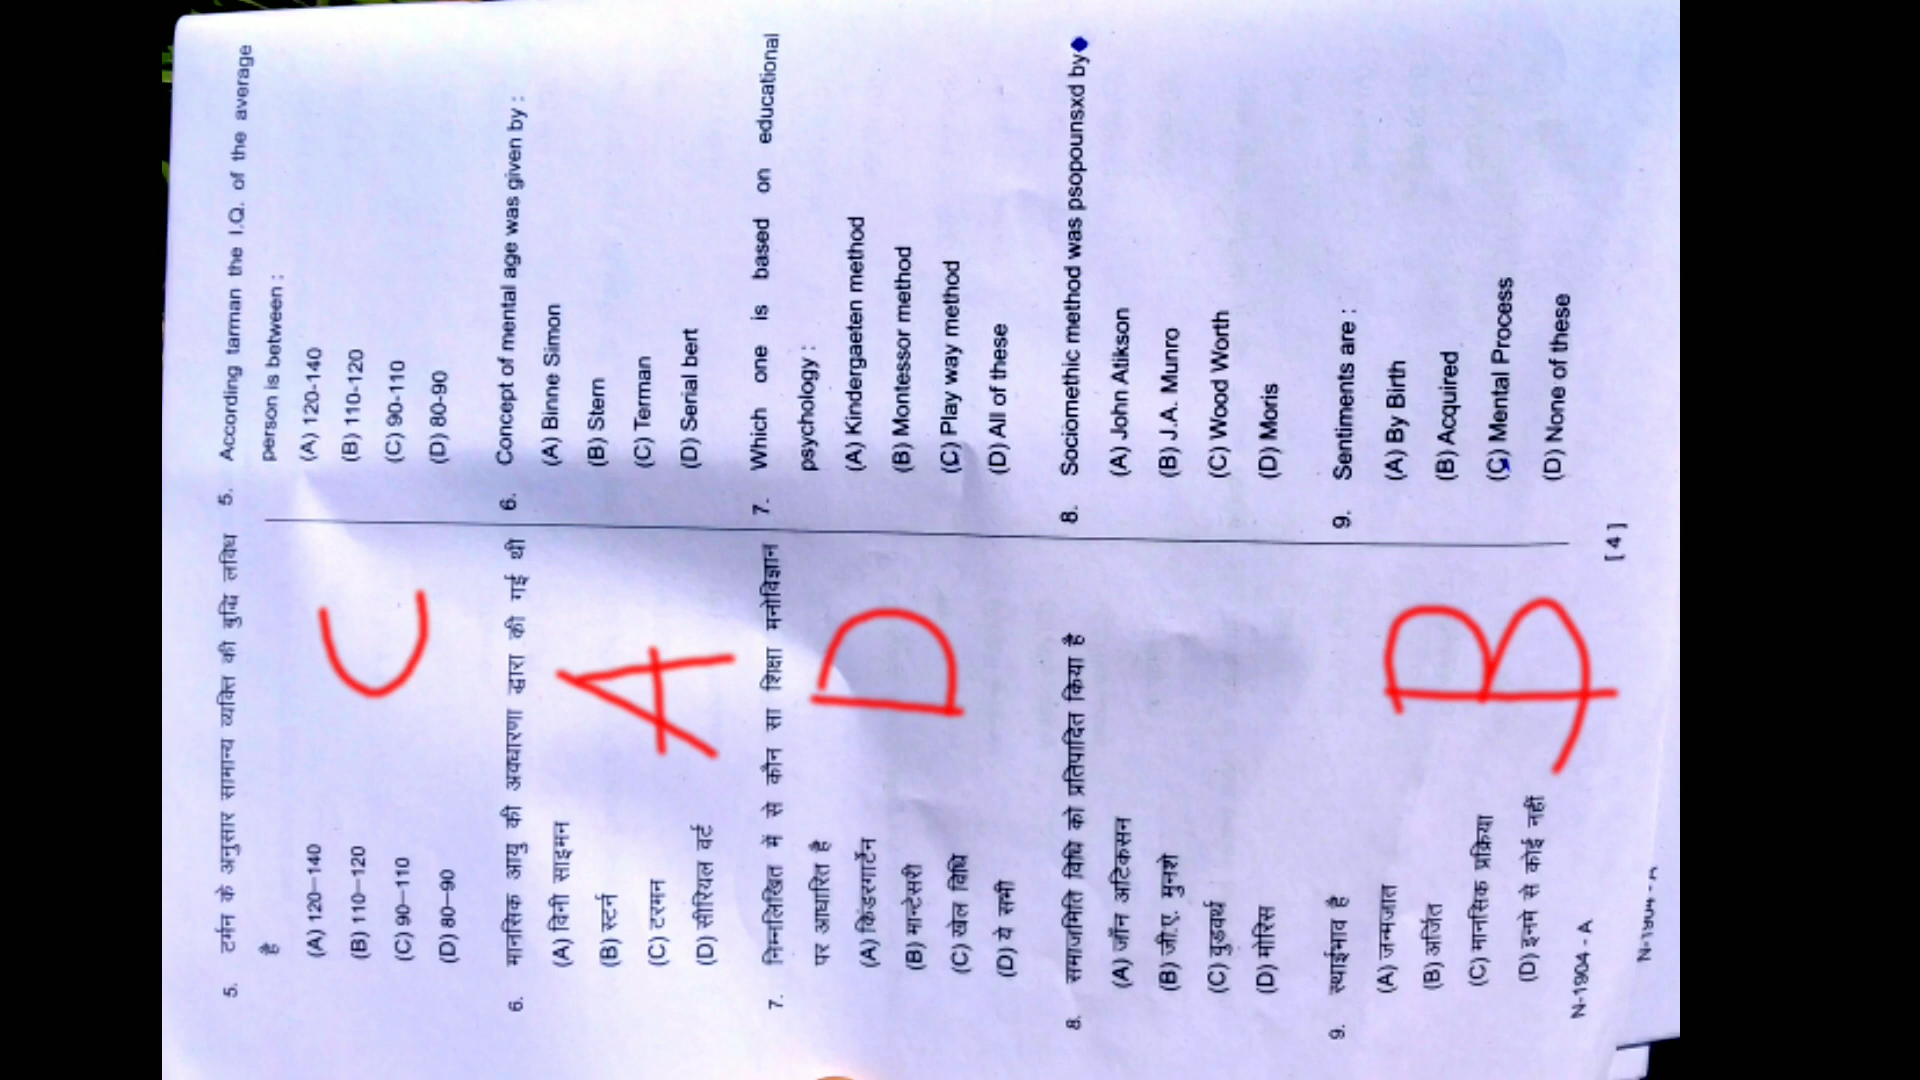 5. टर्मन के अनुसार सामान्य व्यक्ति की बुद्धि लब्धि
है
(A) 120–140
(B) 110–120
(C) 90–110
(D) 80–90
C
6. मानसिक आयु की अवधारणा द्वारा की गई थी
(A) विनी साइमन
(B) स्टर्न
(C) टरमन
(D) सीरियल वर्ट
A
7. निम्नलिखित में से कौन सा शिक्षा मनोविज्ञान
पर आधारित है
(A) किंडरगार्टेन
(B) मान्टेसरी
(C) खेल विधि
(D) ये सभी
D
8. समाजमिति विधि को प्रतिपादित किया है
(A) जॉन अटिकसन
(B) जी.ए. मुनशे
(C) वुडवर्थ
(D) मोरिस
9. स्थाईभाव है
(A) जन्मजात
(B) अर्जित
(C) मानसिक प्रक्रिया
(D) इनमे से कोई नहीं
B
5. According tarman the I.Q. of the average
person is between :
(A) 120-140
(B) 110-120
(C) 90-110
(D) 80-90
6. Concept of mental age was given by :
(A) Binne Simon
(B) Stern
(C) Terman
(D) Serial bert
7. Which one is based on educational
psychology :
(A) Kindergaeten method
(B) Montessor method
(C) Play way method
(D) All of these
8. Sociomethic method was psopounsxd by
(A) John Atikson
(B) J.A. Munro
(C) Wood Worth
(D) Moris
9. Sentiments are :
(A) By Birth
(B) Acquired
(C) Mental Process
(D) None of these
N-1904 - A
[ 4 ]